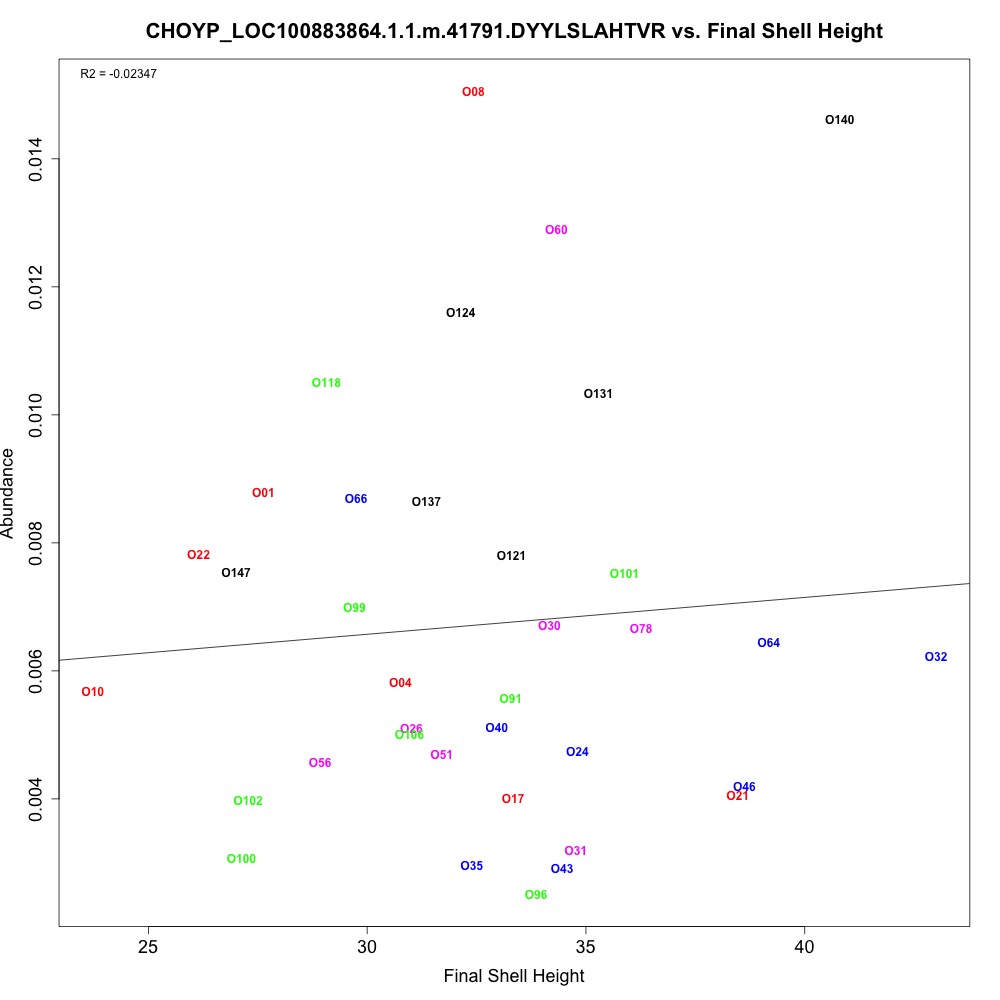 CHOYP_LOC100883864.1.1.m.41791.DYYLSLAHTVR vs. Final Shell Height
R2 = -0.02347
O08
O140
0.014
O60
0.012
O124
O118
O131
0.010
Abundance
O01
O66
O137
0.008
O22
O121
O147
O101
O99
O30
O78
O64
O32
0.006
O10
O04
O91
O26
O40
O106
O24
O51
O56
O46
O21
0.004
O102
O17
O31
O100
O35
O43
O96
25 30 35 40
Final Shell Height